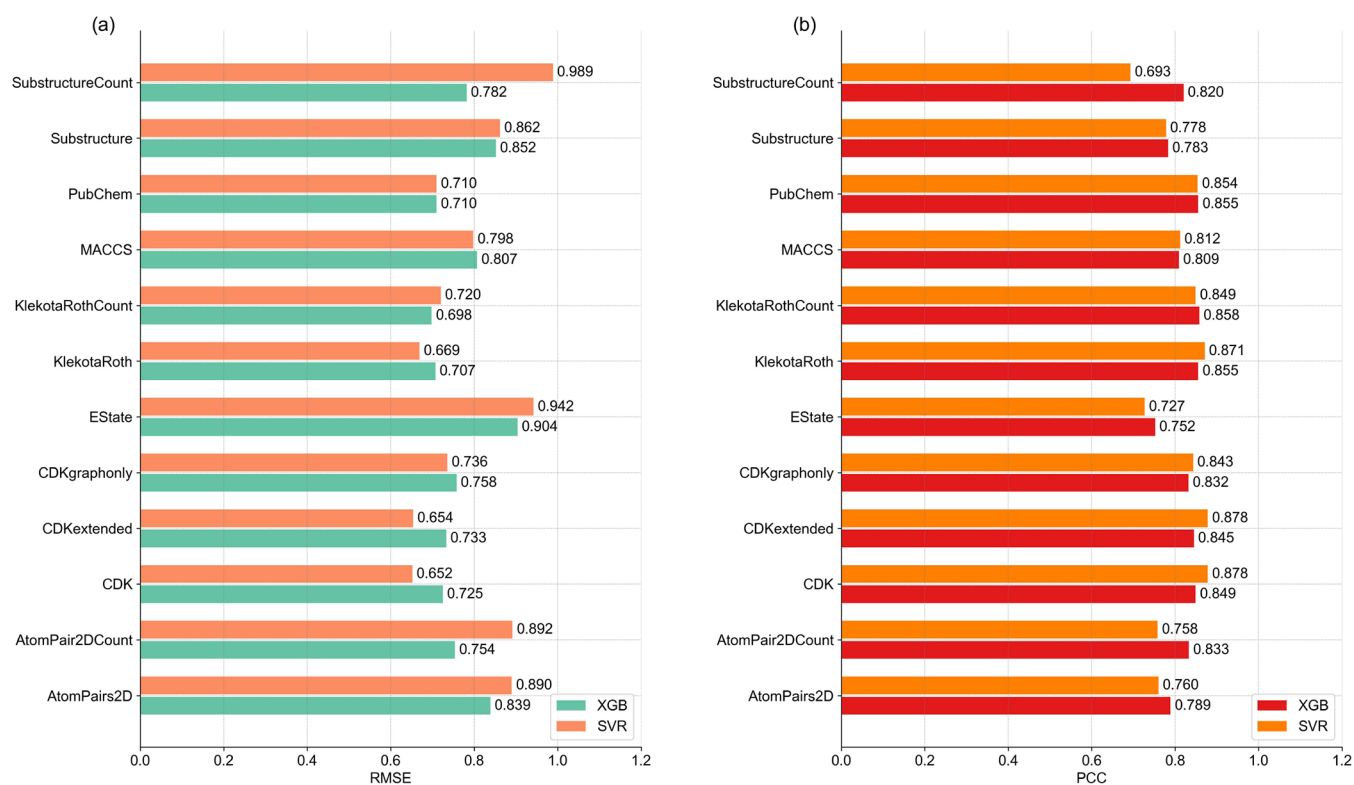 (a)
SubstructureCount
0.989
0.782
Substructure
0.862
0.852
PubChem
0.710
0.710
MACCS
0.798
0.807
KlekotaRothCount
0.720
0.698
KlekotaRoth
0.669
0.707
EState
0.942
0.904
CDKgraphonly
0.736
0.758
CDKextended
0.654
0.733
CDK
0.652
0.725
AtomPair2DCount
0.892
0.754
AtomPairs2D
0.890
0.839
XGB
SVR
0.0 0.2 0.4 0.6 0.8 1.0 1.2
RMSE
(b)
SubstructureCount
0.693
0.820
Substructure
0.778
0.783
PubChem
0.854
0.855
MACCS
0.812
0.809
KlekotaRothCount
0.849
0.858
KlekotaRoth
0.871
0.855
EState
0.727
0.752
CDKgraphonly
0.843
0.832
CDKextended
0.878
0.845
CDK
0.878
0.849
AtomPair2DCount
0.758
0.833
AtomPairs2D
0.760
0.789
XGB
SVR
0.0 0.2 0.4 0.6 0.8 1.0 1.2
PCC